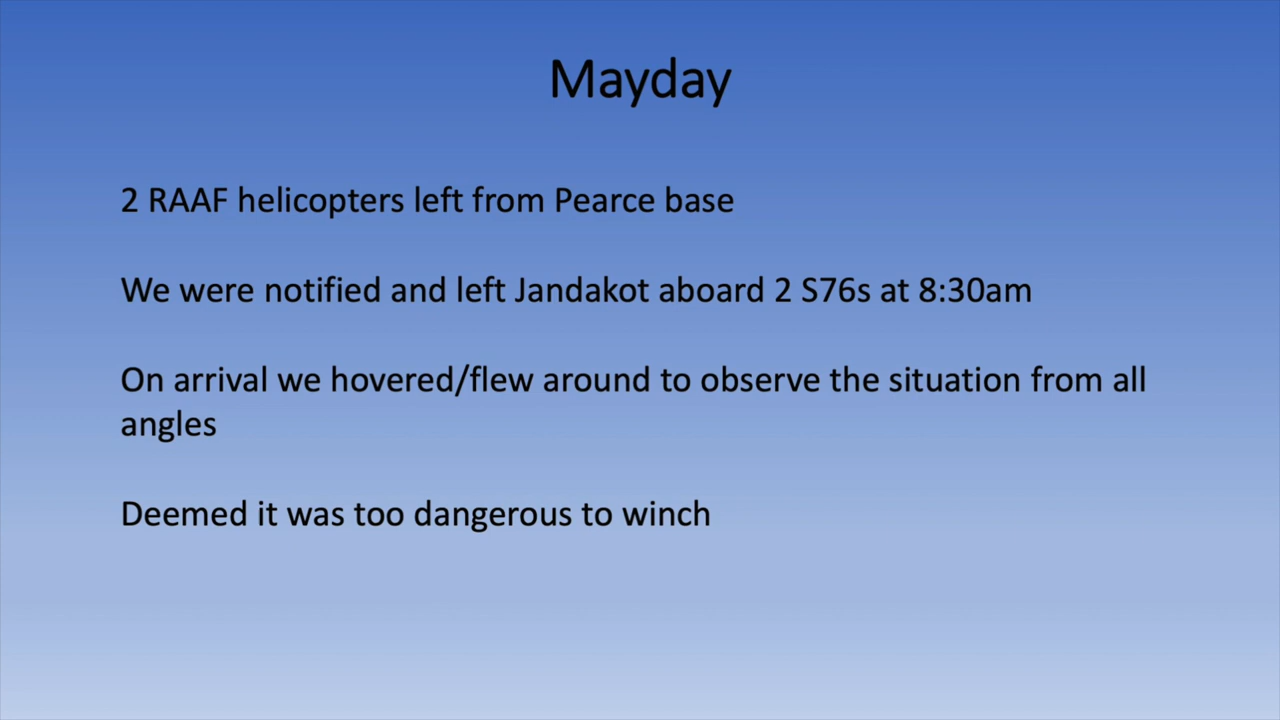 Mayday
2 RAAF helicopters left from Pearce base
We were notified and left Jandakot aboard 2 S76s at 8:30am
On arrival we hovered/flew around to observe the situation from all
angles
Deemed it was too dangerous to winch